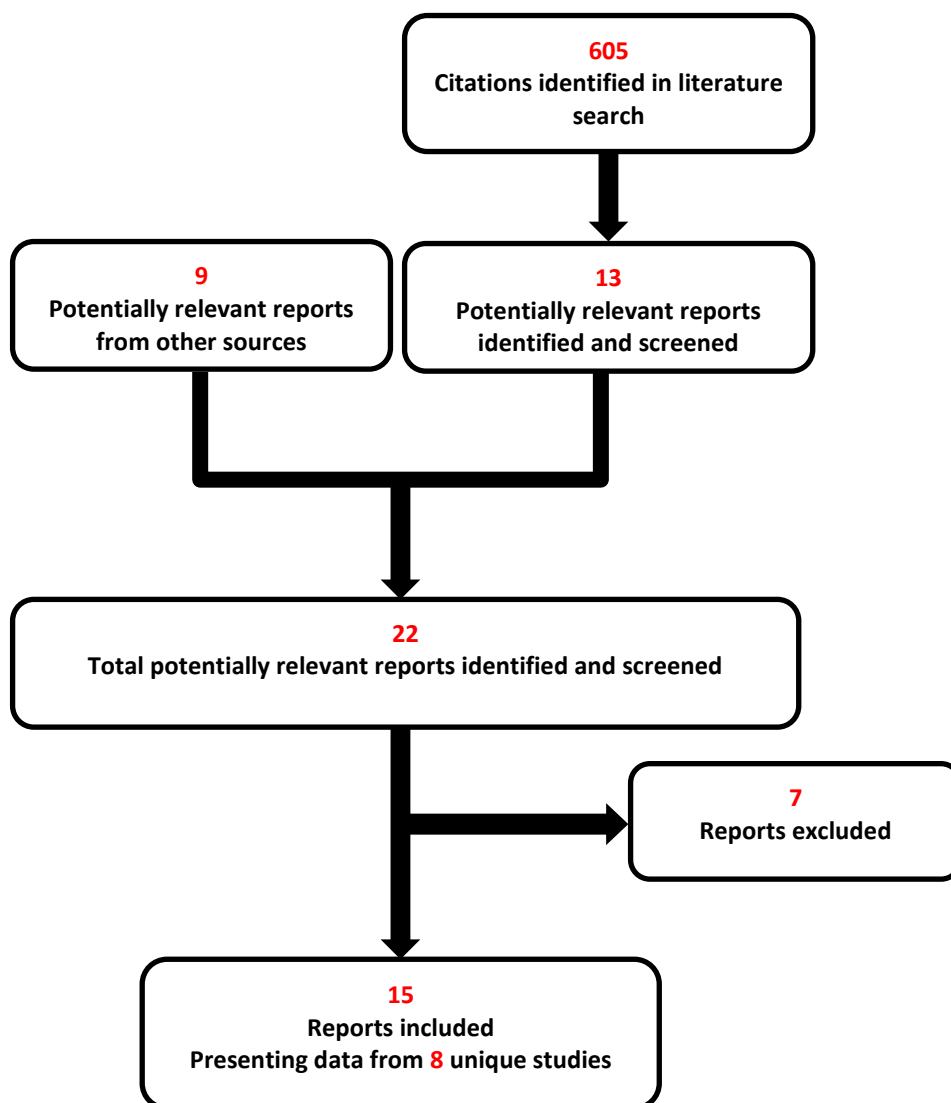 605
Citations identified in literature
search
9
Potentially relevant reports
from other sources
13
Potentially relevant reports
identified and screened
22
Total potentially relevant reports identified and screened
7
Reports excluded
15
Reports included
Presenting data from 8 unique studies